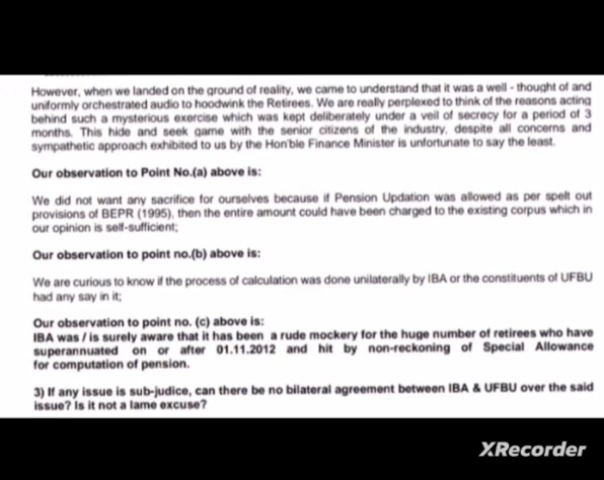 However, when we landed on the ground of reality, we came to understand that it was a well - thought of and
uniformly orchestrated audio to hoodwink the Retirees. We are really perplexed to think of the reasons acting
behind such a mysterious exercise which was kept deliberately under a veil of secrecy for a period of 3
months. This hide and seek game with the senior citizens of the industry, despite all concerns and
sympathetic approach exhibited to us by the Hon'ble Finance Minister is unfortunate to say the least.
Our observation to Point No.(a) above is:
We did not want any sacrifice for ourselves because if Pension Updation was allowed as per spelt out
provisions of BEPR (1995), then the entire amount could have been charged to the existing corpus which in
our opinion is self-sufficient;
Our observation to point no.(b) above is:
We are curious to know if the process of calculation was done unilaterally by IBA or the constituents of UFBU
had any say in it;
Our observation to point no. (c) above is:
IBA was / is surely aware that it has been a rude mockery for the huge number of retirees who have
superannuated on or after 01.11.2012 and hit by non-reckoning of Special Allowance
for computation of pension.
3) If any issue is sub-judice, can there be no bilateral agreement between IBA & UFBU over the said
issue? Is it not a lame excuse?
XRecorder